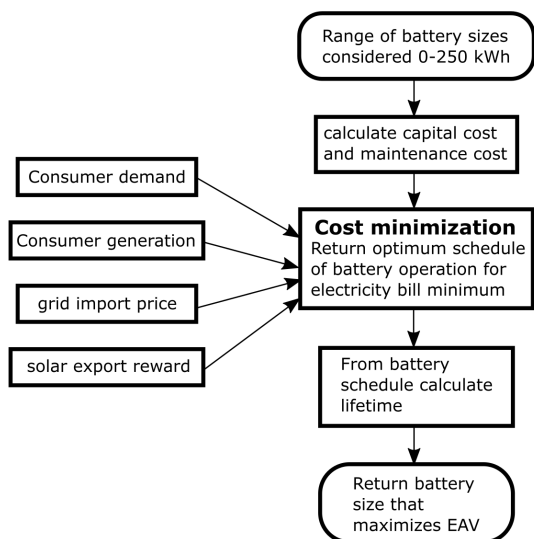 Range of battery sizes
considered 0-250 kWh
calculate capital cost
and maintenance cost
Consumer demand
Consumer generation
grid import price
solar export reward
Cost minimization
Return optimum schedule
of battery operation for
electricity bill minimum
From battery
schedule calculate
lifetime
Return battery
size that
maximizes EAV